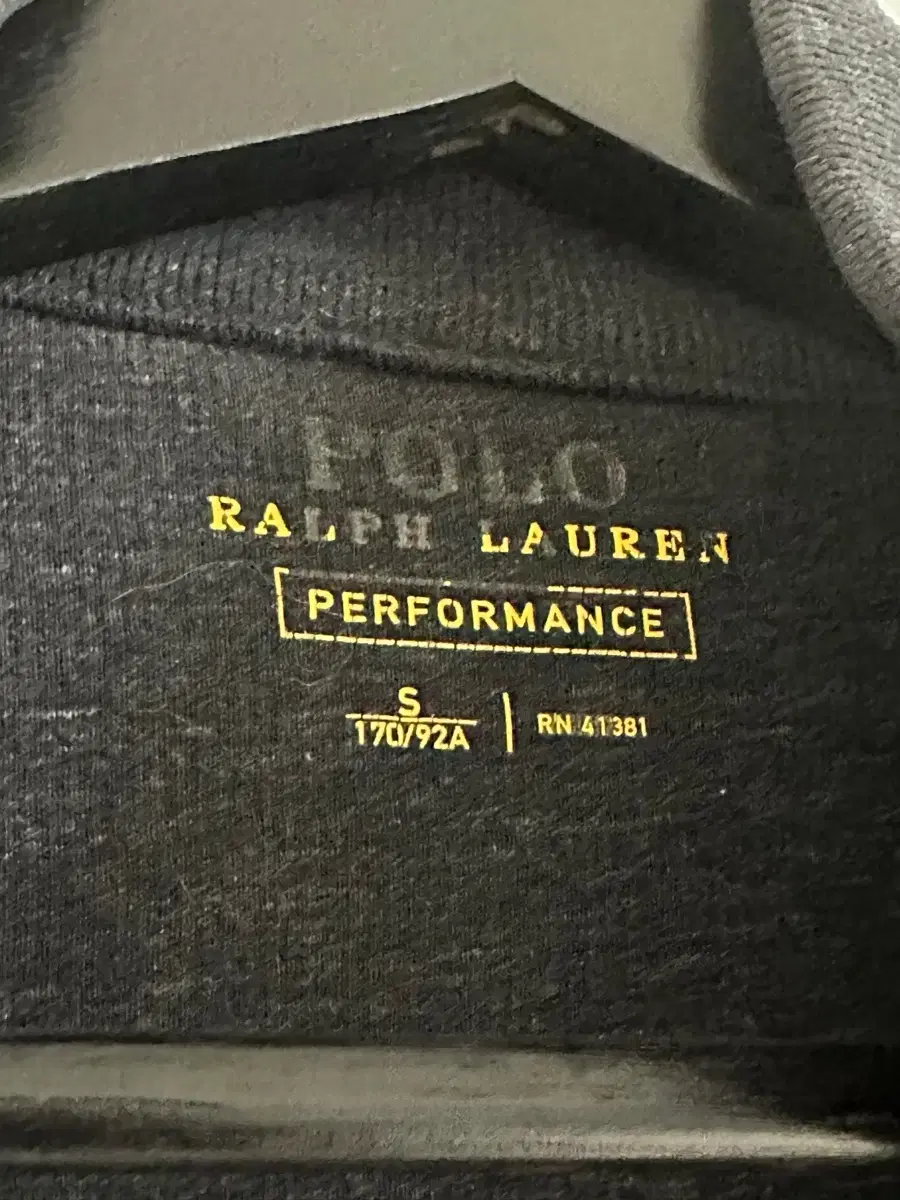 POLO
RALPH LAUREN
PERFORMANCE
S
170/92A
RN 41381